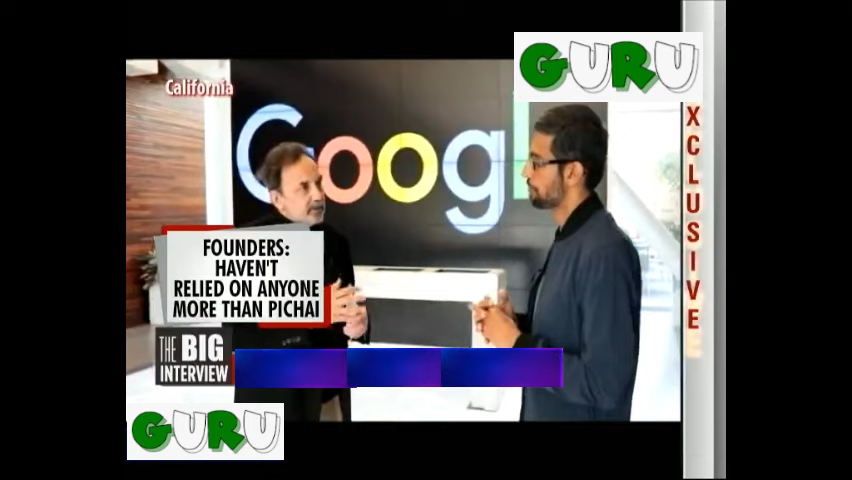 GURU
California
Googl
XCLUSIVE
FOUNDERS:
HAVEN'T
RELIED ON ANYONE
MORE THAN PICHAI
THE BIG
INTERVIEW
GURU